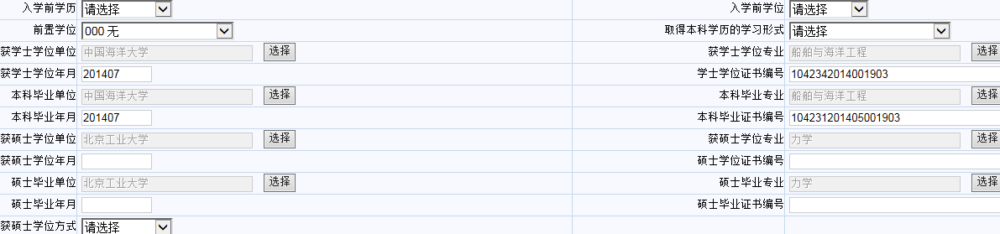 入学前学历 请选择 入学前学位 请选择
前置学位 000 无 取得本科学历的学习形式 请选择
获学士学位单位 中国海洋大学 选择 获学士学位专业 船舶与海洋工程 选择
获学士学位年月 201407 学士学位证书编号 1042342014001903
本科毕业单位 中国海洋大学 选择 本科毕业专业 船舶与海洋工程 选择
本科毕业年月 201407 本科毕业证书编号 104231201405001903
获硕士学位单位 北京工业大学 选择 获硕士学位专业 力学 选择
获硕士学位年月 硕士学位证书编号
硕士毕业单位 北京工业大学 选择 硕士毕业专业 力学 选择
硕士毕业年月 硕士毕业证书编号
获硕士学位方式 请选择